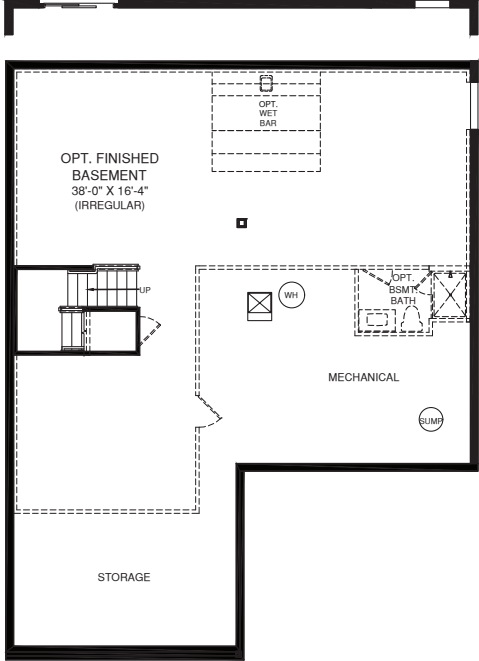 OPT.
WET
BAR
OPT. FINISHED
BASEMENT
38'-0" X 16'-4"
(IRREGULAR)
UP
WH
OPT.
BSMT.
BATH
MECHANICAL
SUMP
STORAGE